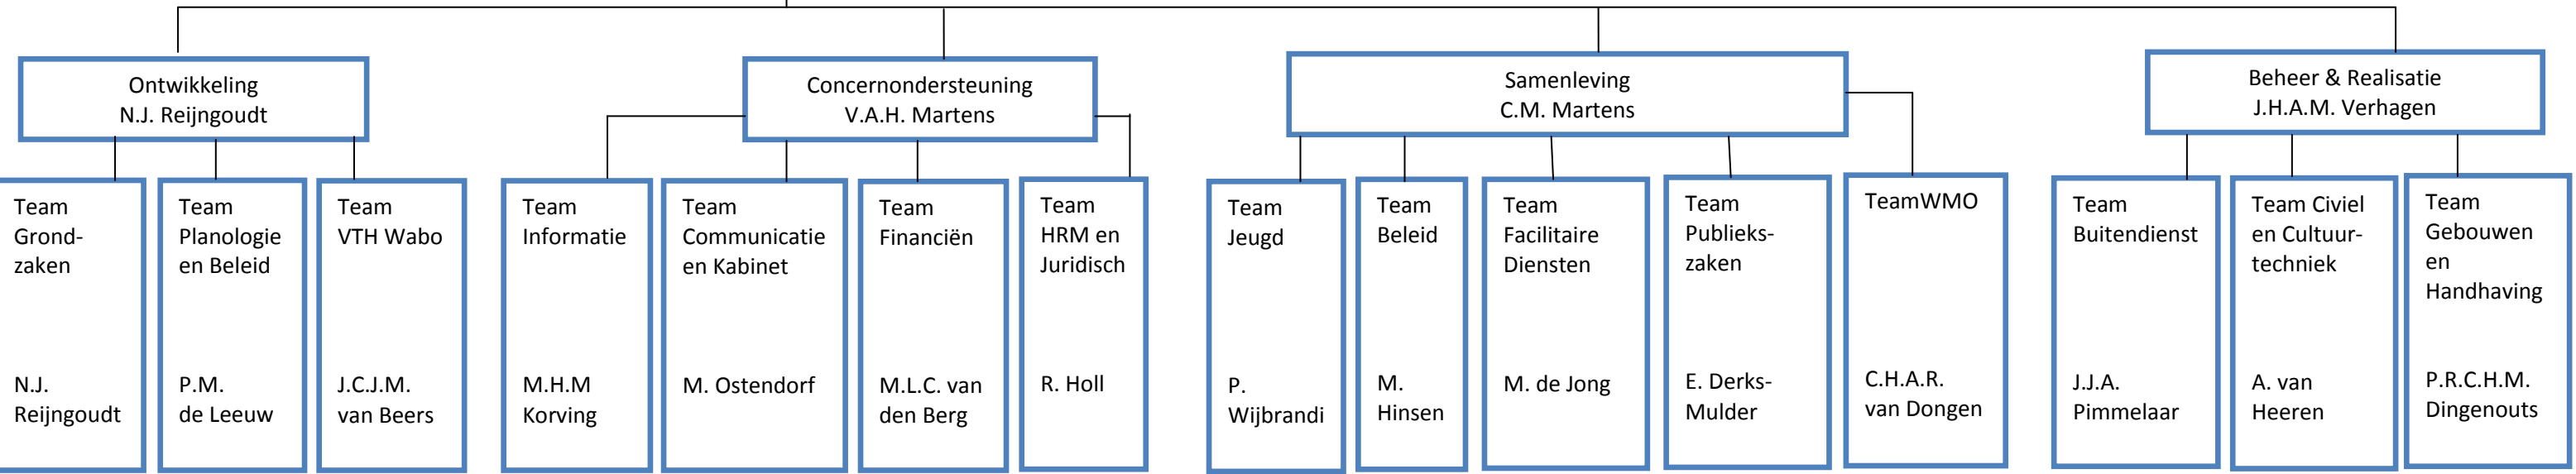 Ontwikkeling
N.J. Reijngoudt
Concernondersteuning
V.A.H. Martens
Samenleving
C.M. Martens
Beheer & Realisatie
J.H.A.M. Verhagen
Team
Grond-
zaken
N.J.
Reijngoudt
Team
Planologie
en Beleid
P.M.
de Leeuw
Team
VTH Wabo
J.C.J.M.
van Beers
Team
Informatie
M.H.M
Korving
Team
Communicatie
en Kabinet
M. Ostendorf
Team
Financiën
M.L.C. van
den Berg
Team
HRM en
Juridisch
R. Holl
Team
Jeugd
P.
Wijbrandi
Team
Beleid
M.
Hinsen
Team
Facilitaire
Diensten
M. de Jong
Team
Publieks-
zaken
E. Derks-
Mulder
TeamWMO
C.H.A.R.
van Dongen
Team
Buitendienst
J.J.A.
Pimmelaar
Team Civiel
en Cultuur-
techniek
A. van
Heeren
Team
Gebouwen
en
Handhaving
P.R.C.H.M.
Dingenouts